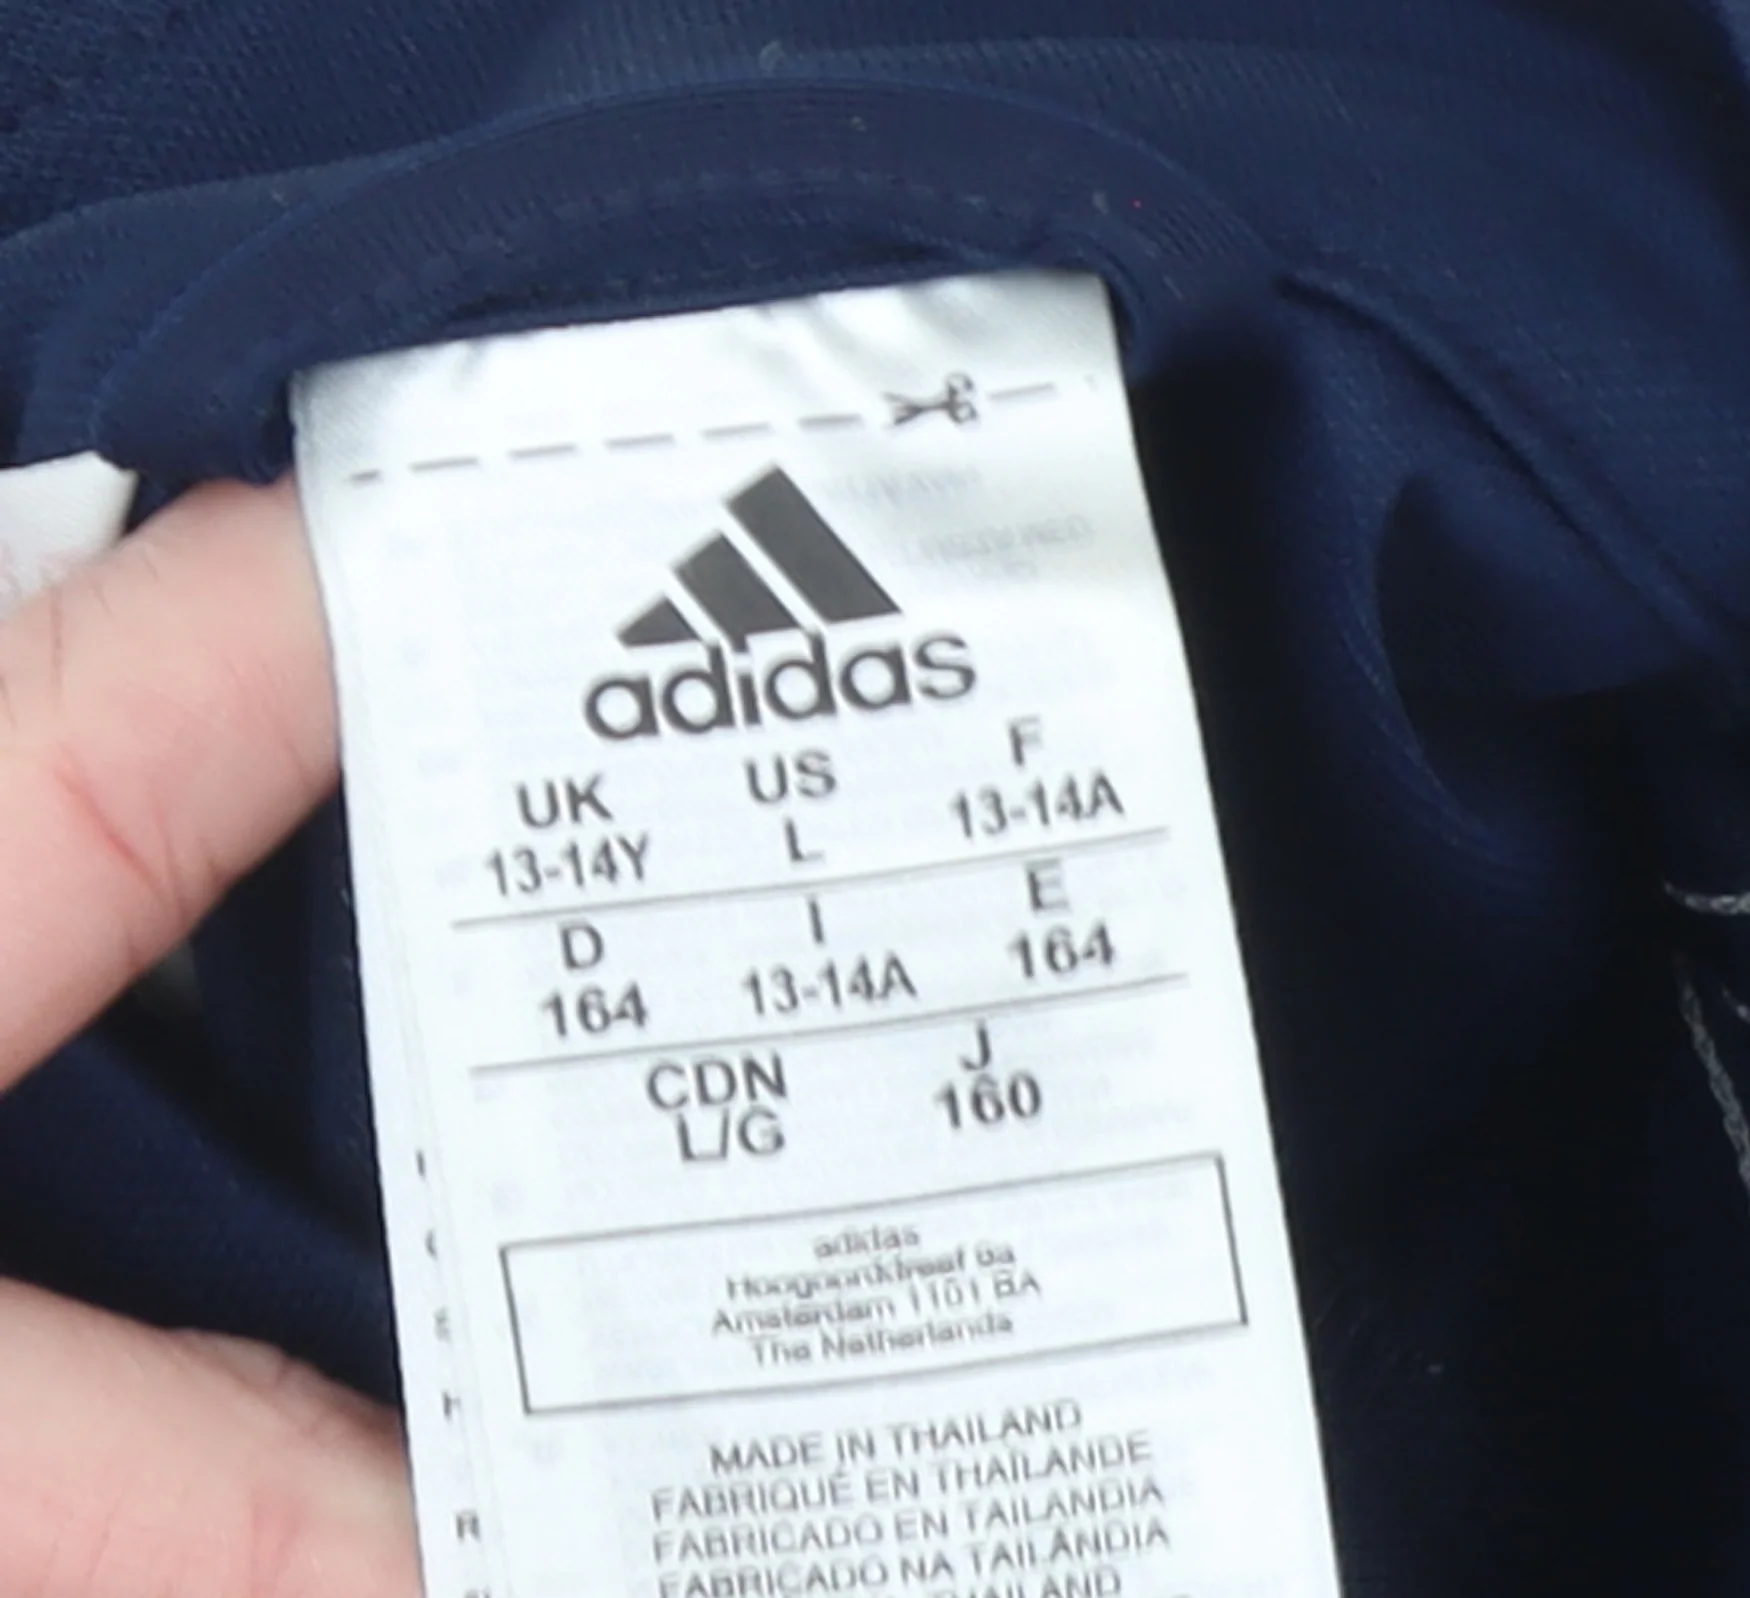 adidas
UK US F
13-14Y L 13-14A
D I E
164 13-14A 164
CDN J
L/G 160
adidas
Hoogoorddreef 9a
Amsterdam 1101 BA
The Netherlands
MADE IN THAILAND
FABRIQUÉ EN THAÏLANDE
FABRICADO EN TAILANDIA
FABRICADO NA TAILÂNDIA
THAILAND
R